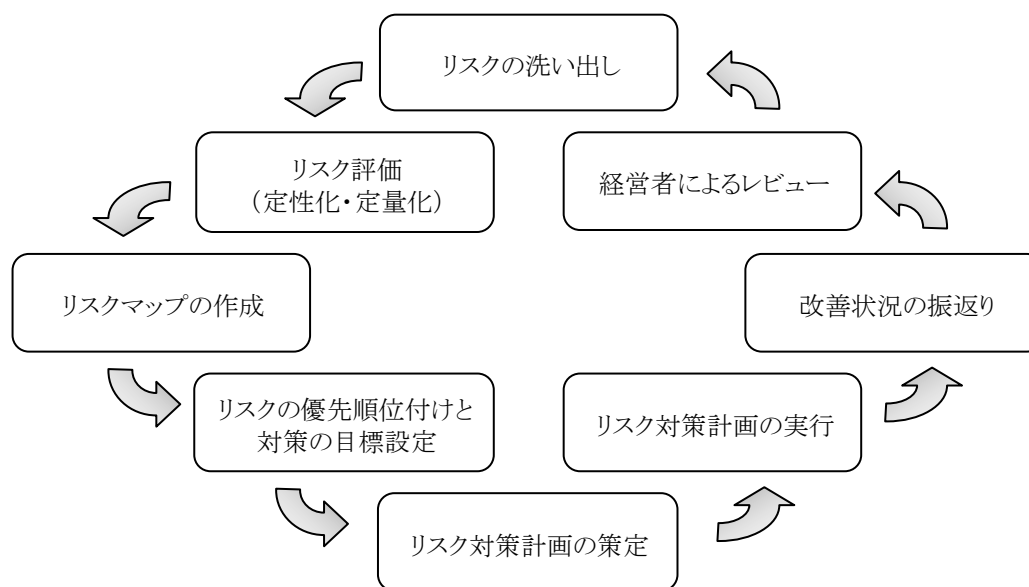 リスクの洗い出し
リスク評価
（定性化・定量化）
経営者によるレビュー
リスクマップの作成
改善状況の振返り
リスクの優先順位付けと
対策の目標設定
リスク対策計画の実行
リスク対策計画の策定